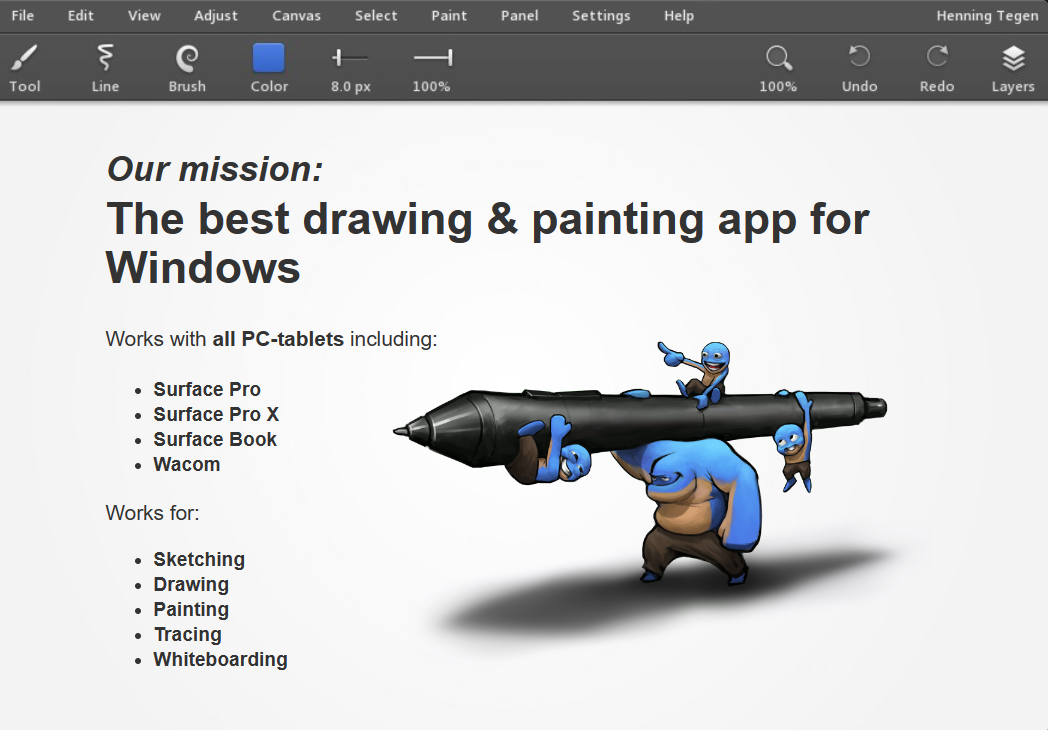 File Edit View Adjust Canvas Select Paint Panel Settings Help Henning Tegen
Tool Line Brush Color 8.0 px 100% 100% Undo Redo Layers
Our mission:
The best drawing & painting app for
Windows
Works with all PC-tablets including:
• Surface Pro
• Surface Pro X
• Surface Book
• Wacom
Works for:
• Sketching
• Drawing
• Painting
• Tracing
• Whiteboarding